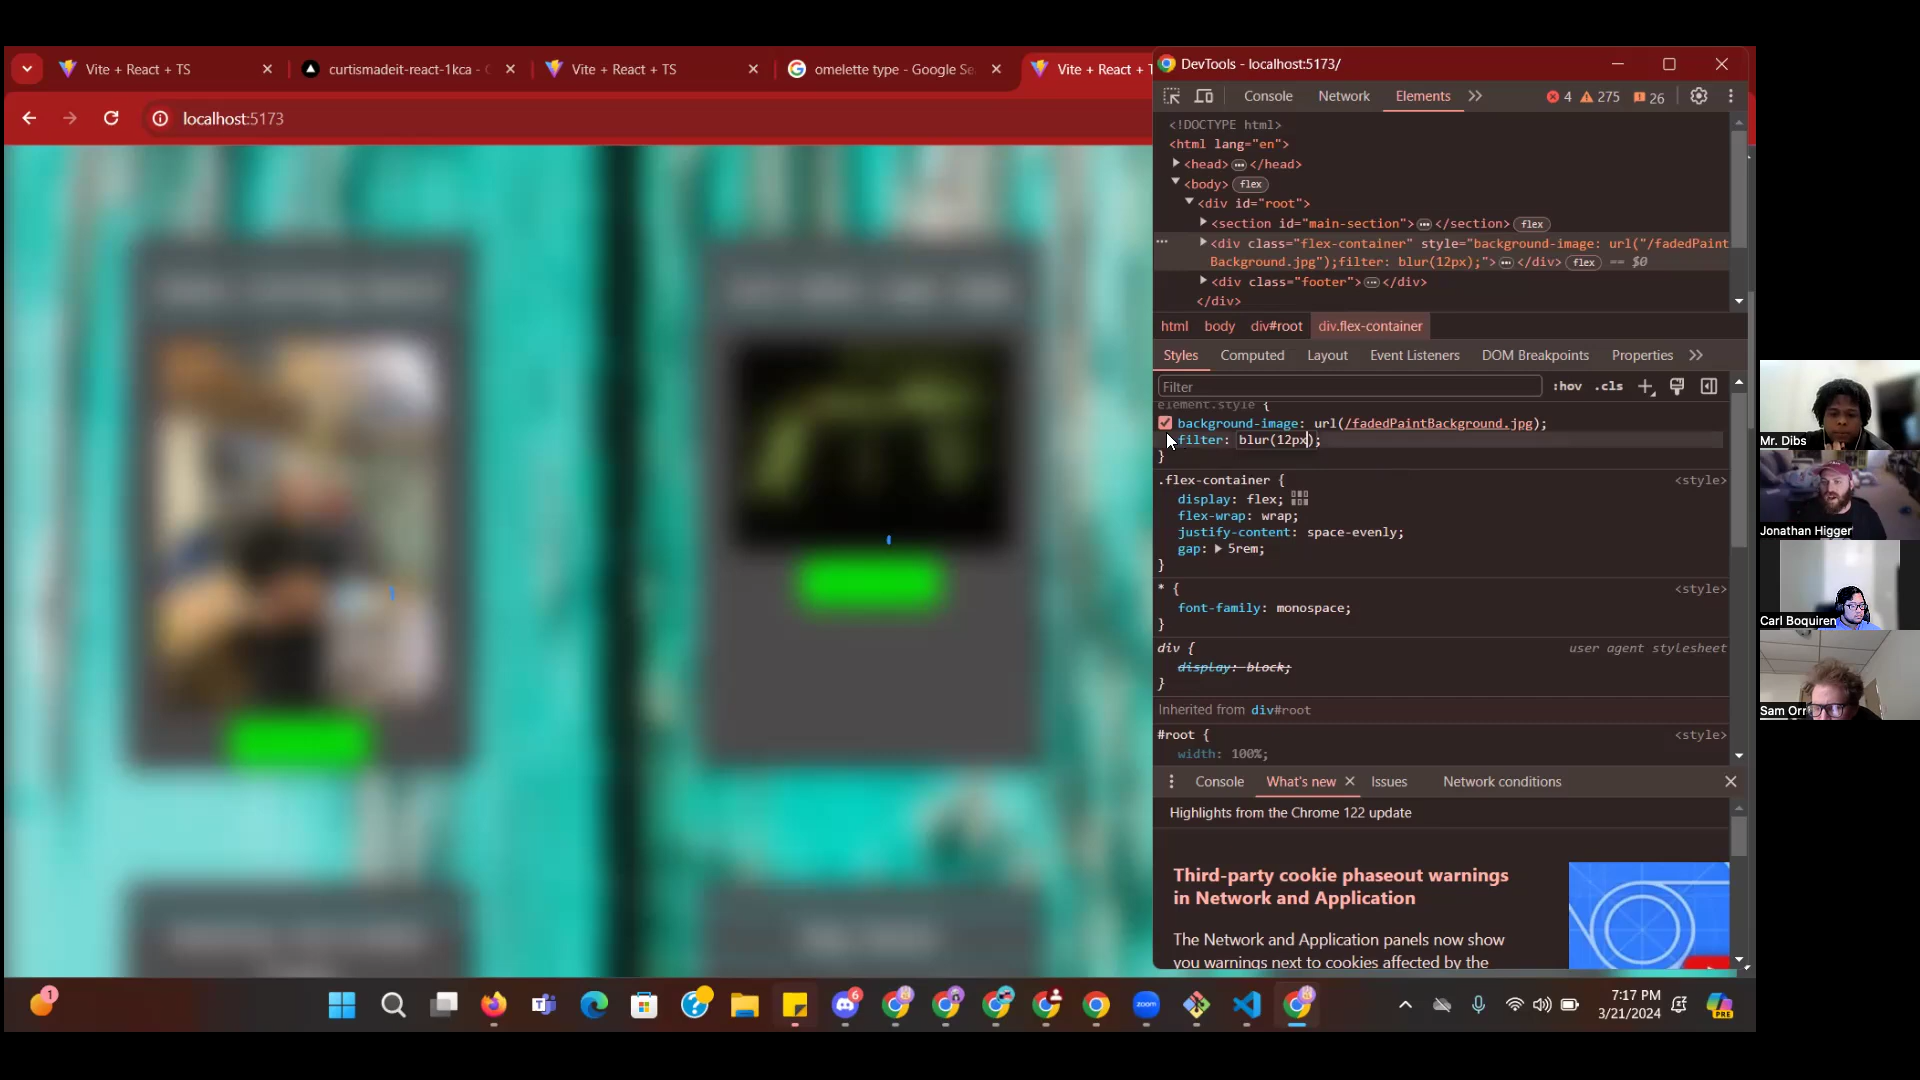 Vite + React + TS
curtismadeit-react-1kca -
Vite + React + TS
omelette type - Google Se
Vite + React + T
DevTools - localhost:5173/
localhost:5173
Console
Network
Elements
4
275
26
<!DOCTYPE html>
<html lang="en">
<head> </head>
<body> flex
<div id="root">
<section id="main-section"> </section> flex
<div class="flex-container" style="background-image: url("/fadedPaint
Background.jpg");filter: blur(12px);"> </div> flex == $0
<div class="footer"> </div>
</div>
html
body
div#root
div.flex-container
Styles
Computed
Layout
Event Listeners
DOM Breakpoints
Properties
Filter
:hov
.cls
element.style {
background-image: url(/fadedPaintBackground.jpg);
filter: blur(12px);
}
.flex-container {
<style>
display: flex;
flex-wrap: wrap;
justify-content: space-evenly;
gap: 5rem;
}
* {
<style>
font-family: monospace;
}
div {
user agent stylesheet
display: block;
}
Inherited from div#root
#root {
<style>
width: 100%;
Console
What's new
Issues
Network conditions
Highlights from the Chrome 122 update
Third-party cookie phaseout warnings
in Network and Application
The Network and Application panels now show
you warnings next to cookies affected by the
Mr. Dibs
Jonathan Higger
Carl Boquiren
Sam Orr
1
6
zoom
7:17 PM
3/21/2024
PRE